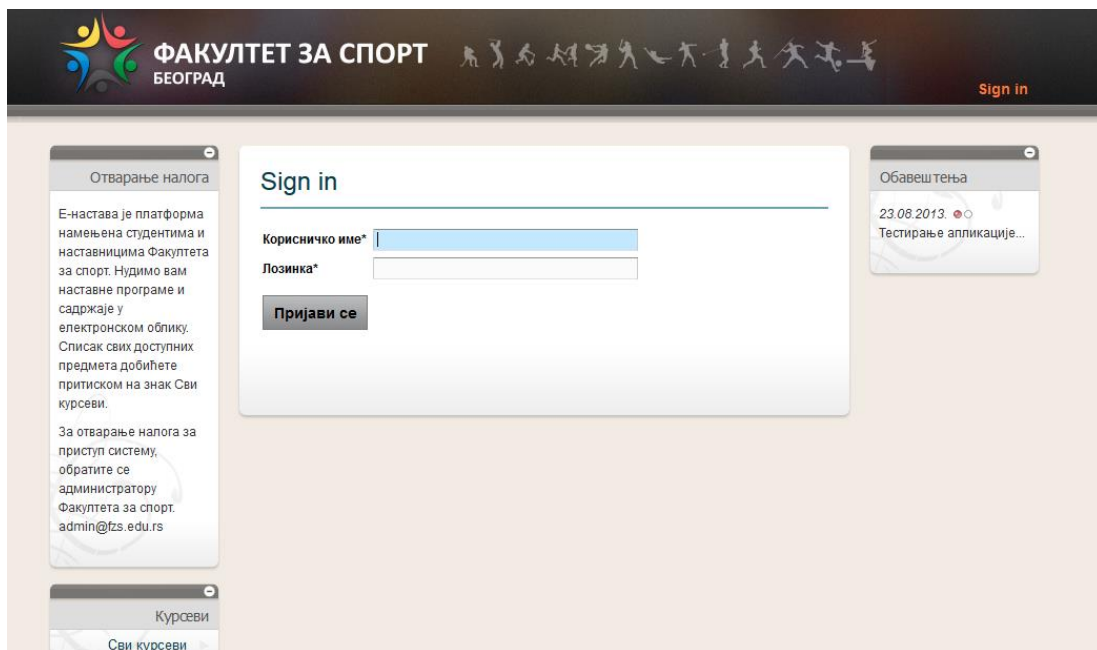 ФАКУЛТЕТ ЗА СПОРТ
БЕОГРАД
Sign in
Отварање налога
Е-настава је платформа
намењена студентима и
наставницима Факултета
за спорт. Нудимо вам
наставне програме и
садржаје у
електронском облику.
Списак свих доступних
предмета добићете
притиском на знак Сви
курсеви.
За отварање налога за
приступ систему,
обратите се
администратору
Факултета за спорт.
admin@fzs.edu.rs
Курсеви
Сви курсеви
Sign in
Корисничко име*
Лозинка*
Пријави се
Обавештења
23.08.2013.
Тестирање апликације...